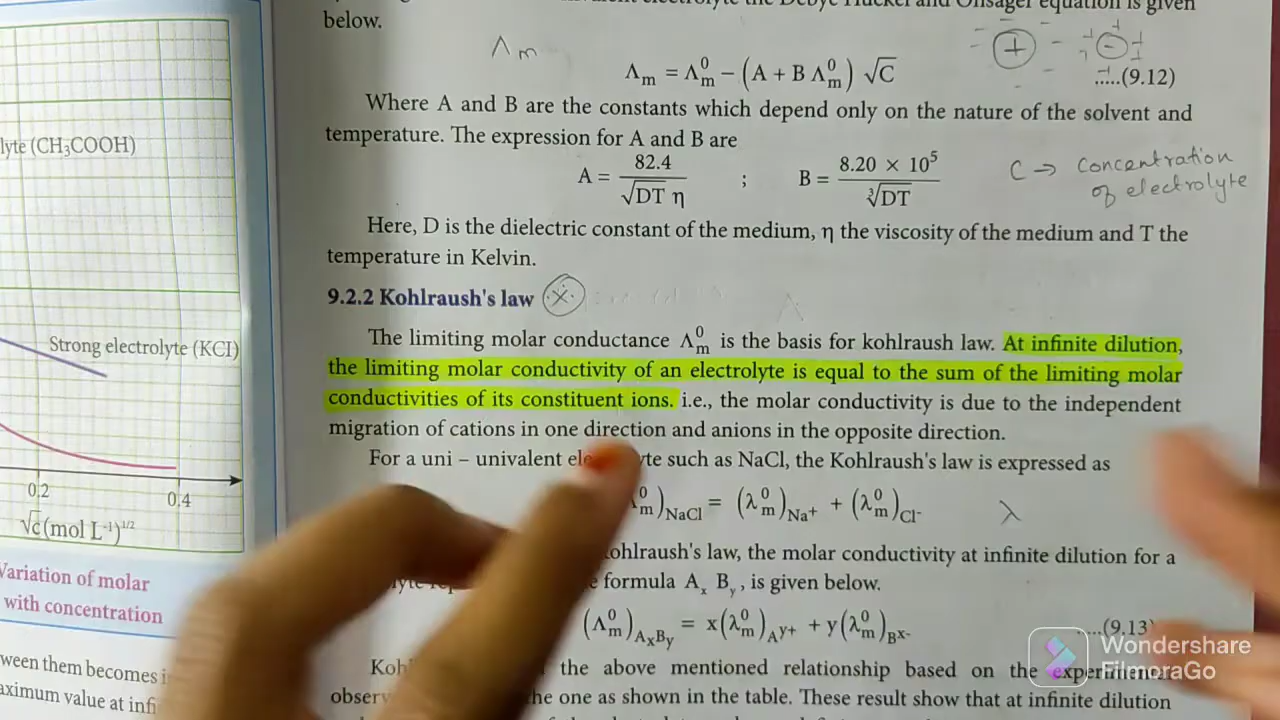 below.
Λm
Λm = Λ⁰m − (A + B Λ⁰m) √C
.....(9.12)
Where A and B are the constants which depend only on the nature of the solvent and
temperature. The expression for A and B are
A = 82.4 / √DT η ; B = 8.20 × 10⁵ / ∛DT
C → concentration
of electrolyte
Here, D is the dielectric constant of the medium, η the viscosity of the medium and T the
temperature in Kelvin.
9.2.2 Kohlraush's law
The limiting molar conductance Λ⁰m is the basis for kohlraush law. At infinite dilution,
the limiting molar conductivity of an electrolyte is equal to the sum of the limiting molar
conductivities of its constituent ions. i.e., the molar conductivity is due to the independent
migration of cations in one direction and anions in the opposite direction.
For a uni – univalent such as NaCl, the Kohlraush's law is expressed as
m)NaCl = (λ⁰m)Na⁺ + (λ⁰m)Cl⁻
λ
ohlraush's law, the molar conductivity at infinite dilution for a
formula Aₓ Bᵧ, is given below.
(Λ⁰m)AₓBᵧ = x(λ⁰m)Aʸ⁺ + y(λ⁰m)Bˣ⁻
....(9.13)
the above mentioned relationship based on the
observ he one as shown in the table. These result show that at infinite dilution
lyte (CH₃COOH)
Strong electrolyte (KCl)
0.2
0.4
√c(mol L⁻¹)¹/²
Variation of molar
with concentration
ween them becomes i
aximum value at infi
Wondershare
FilmoraGo